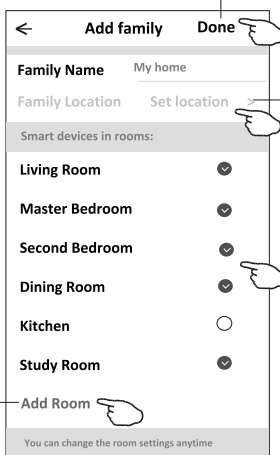 Add family Done
Family Name My home
Family Location Set location >
Smart devices in rooms:
Living Room
Master Bedroom
Second Bedroom
Dining Room
Kitchen
Study Room
Add Room
You can change the room settings anytime